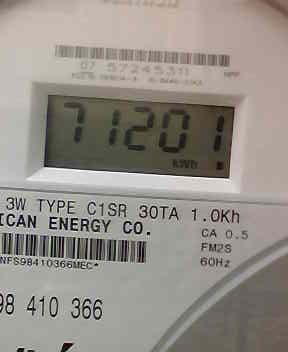 07 57245311
71201
kWh
3W TYPE C1SR 30TA 1.0Kh
ICAN ENERGY CO.
CA 0.5
FM2S
NFS98410366MEC*
60Hz
98 410 366